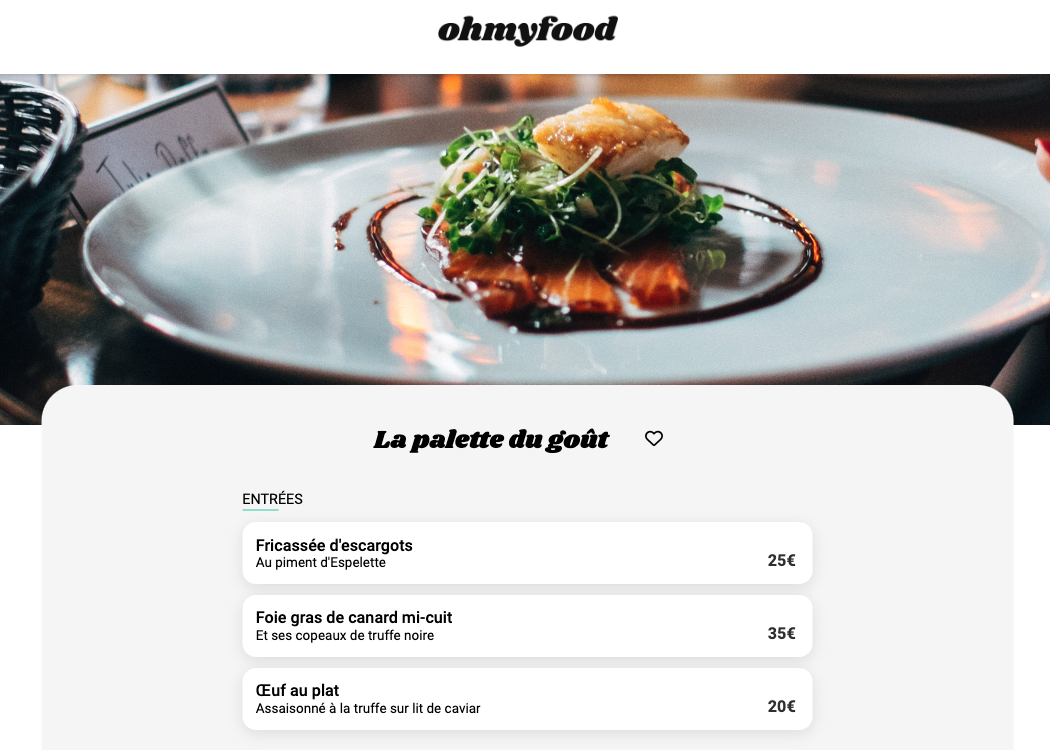 ohmyfood
La palette du goût
ENTRÉES
Fricassée d'escargots
Au piment d'Espelette
25€
Foie gras de canard mi-cuit
Et ses copeaux de truffe noire
35€
Œuf au plat
Assaisonné à la truffe sur lit de caviar
20€